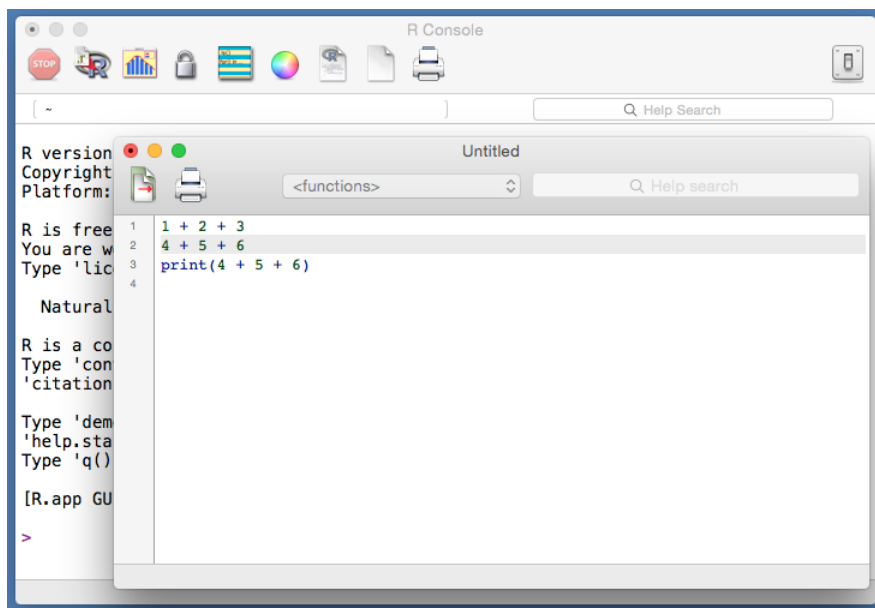 R Console
STOP
R
R
~
Help Search
R version
Copyright
Platform:
R is free
You are w
Type 'lic
Natural
R is a co
Type 'con
'citation
Type 'dem
'help.sta
Type 'q()
[R.app GU
>
Untitled
<functions>
Help search
1 1 + 2 + 3
2 4 + 5 + 6
3 print(4 + 5 + 6)
4